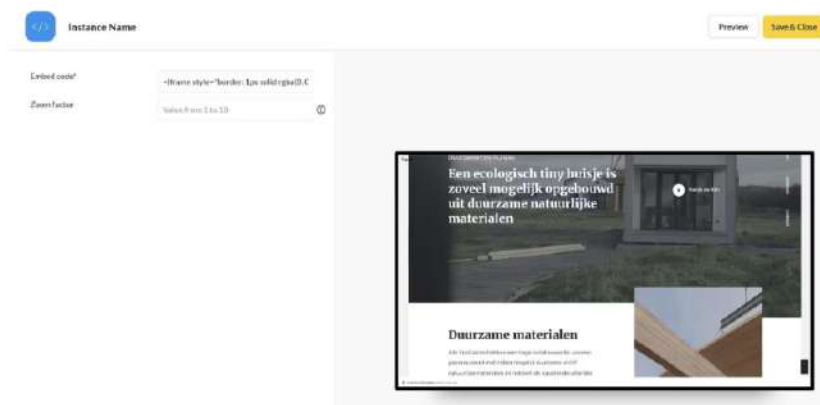 </>
Instance Name
Preview
Save & Close
Embed code*
<iframe style="border: 1px solid rgba(0, 0
Zoom factor
Value from 1 to 10
Een ecologisch tiny huisje is
zoveel mogelijk opgebouwd
uit duurzame natuurlijke
materialen
Duurzame materialen